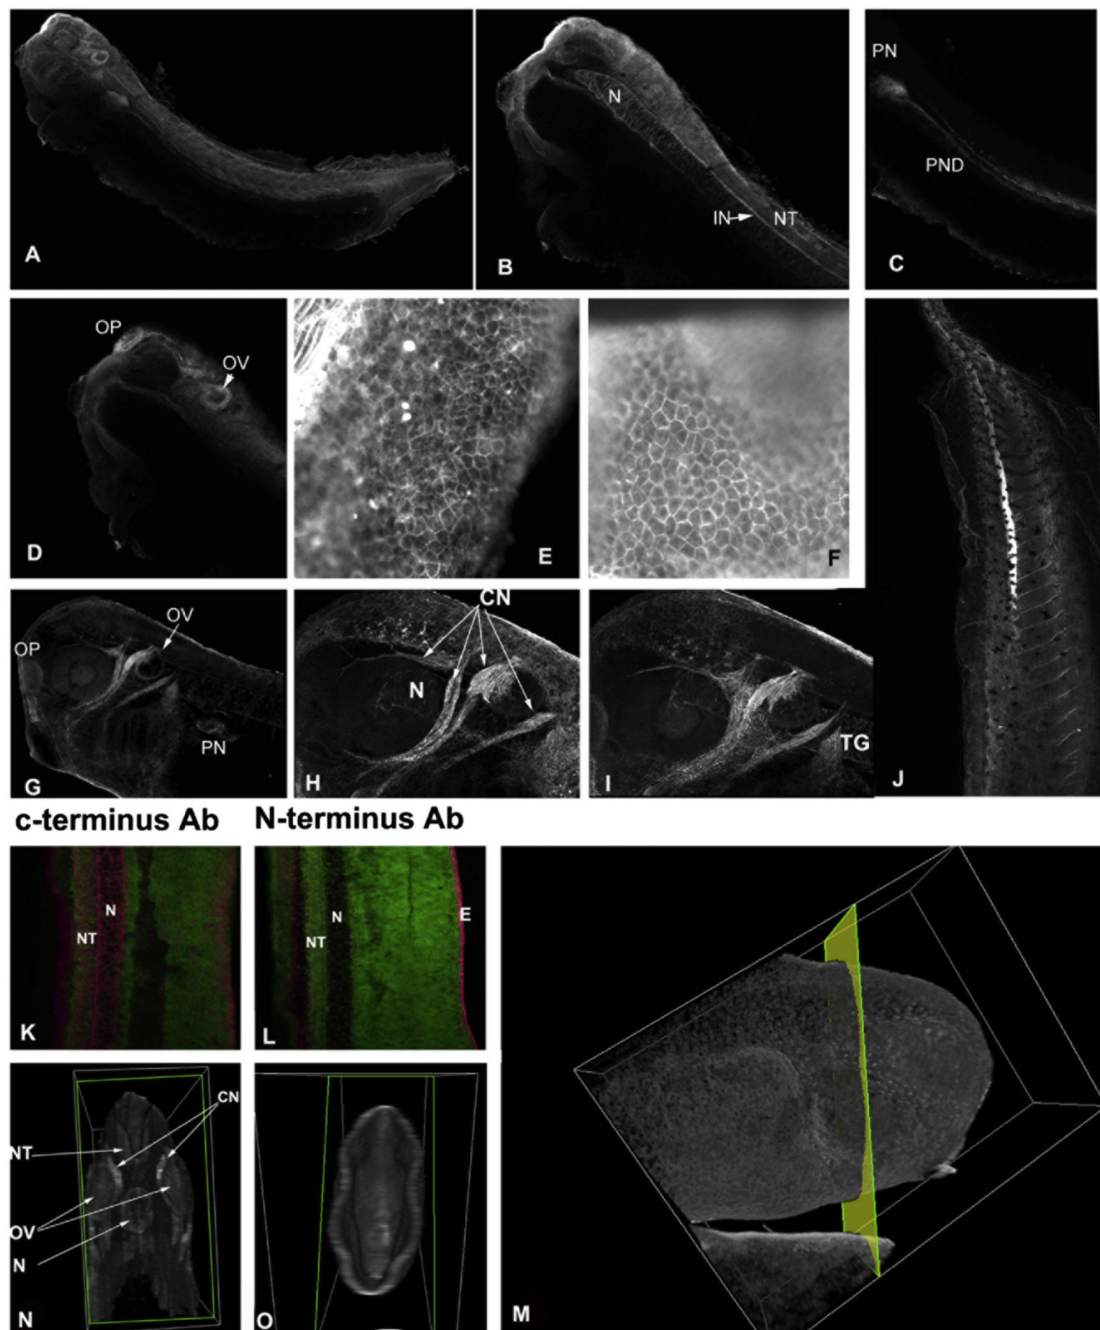 A
N
IN
NT
B
PN
PND
C
OP
OV
D
E
F
OV
OP
PN
G
CN
N
H
TG
I
J
c-terminus Ab
N-terminus Ab
N
NT
K
N
NT
E
L
CN
NT
OV
N
N
O
M